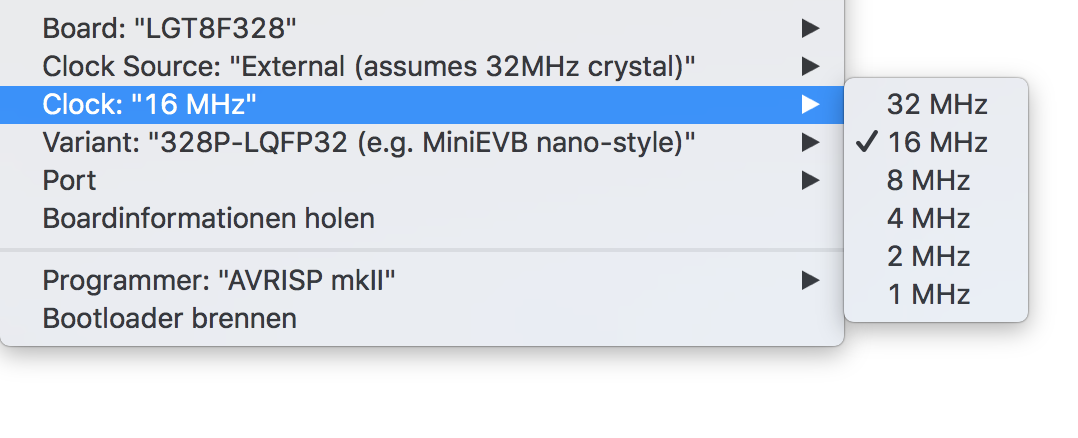 Board: "LGT8F328"
Clock Source: "External (assumes 32MHz crystal)"
Clock: "16 MHz"
Variant: "328P-LQFP32 (e.g. MiniEVB nano-style)"
Port
Boardinformationen holen
Programmer: "AVRISP mkII"
Bootloader brennen
32 MHz
✓ 16 MHz
8 MHz
4 MHz
2 MHz
1 MHz